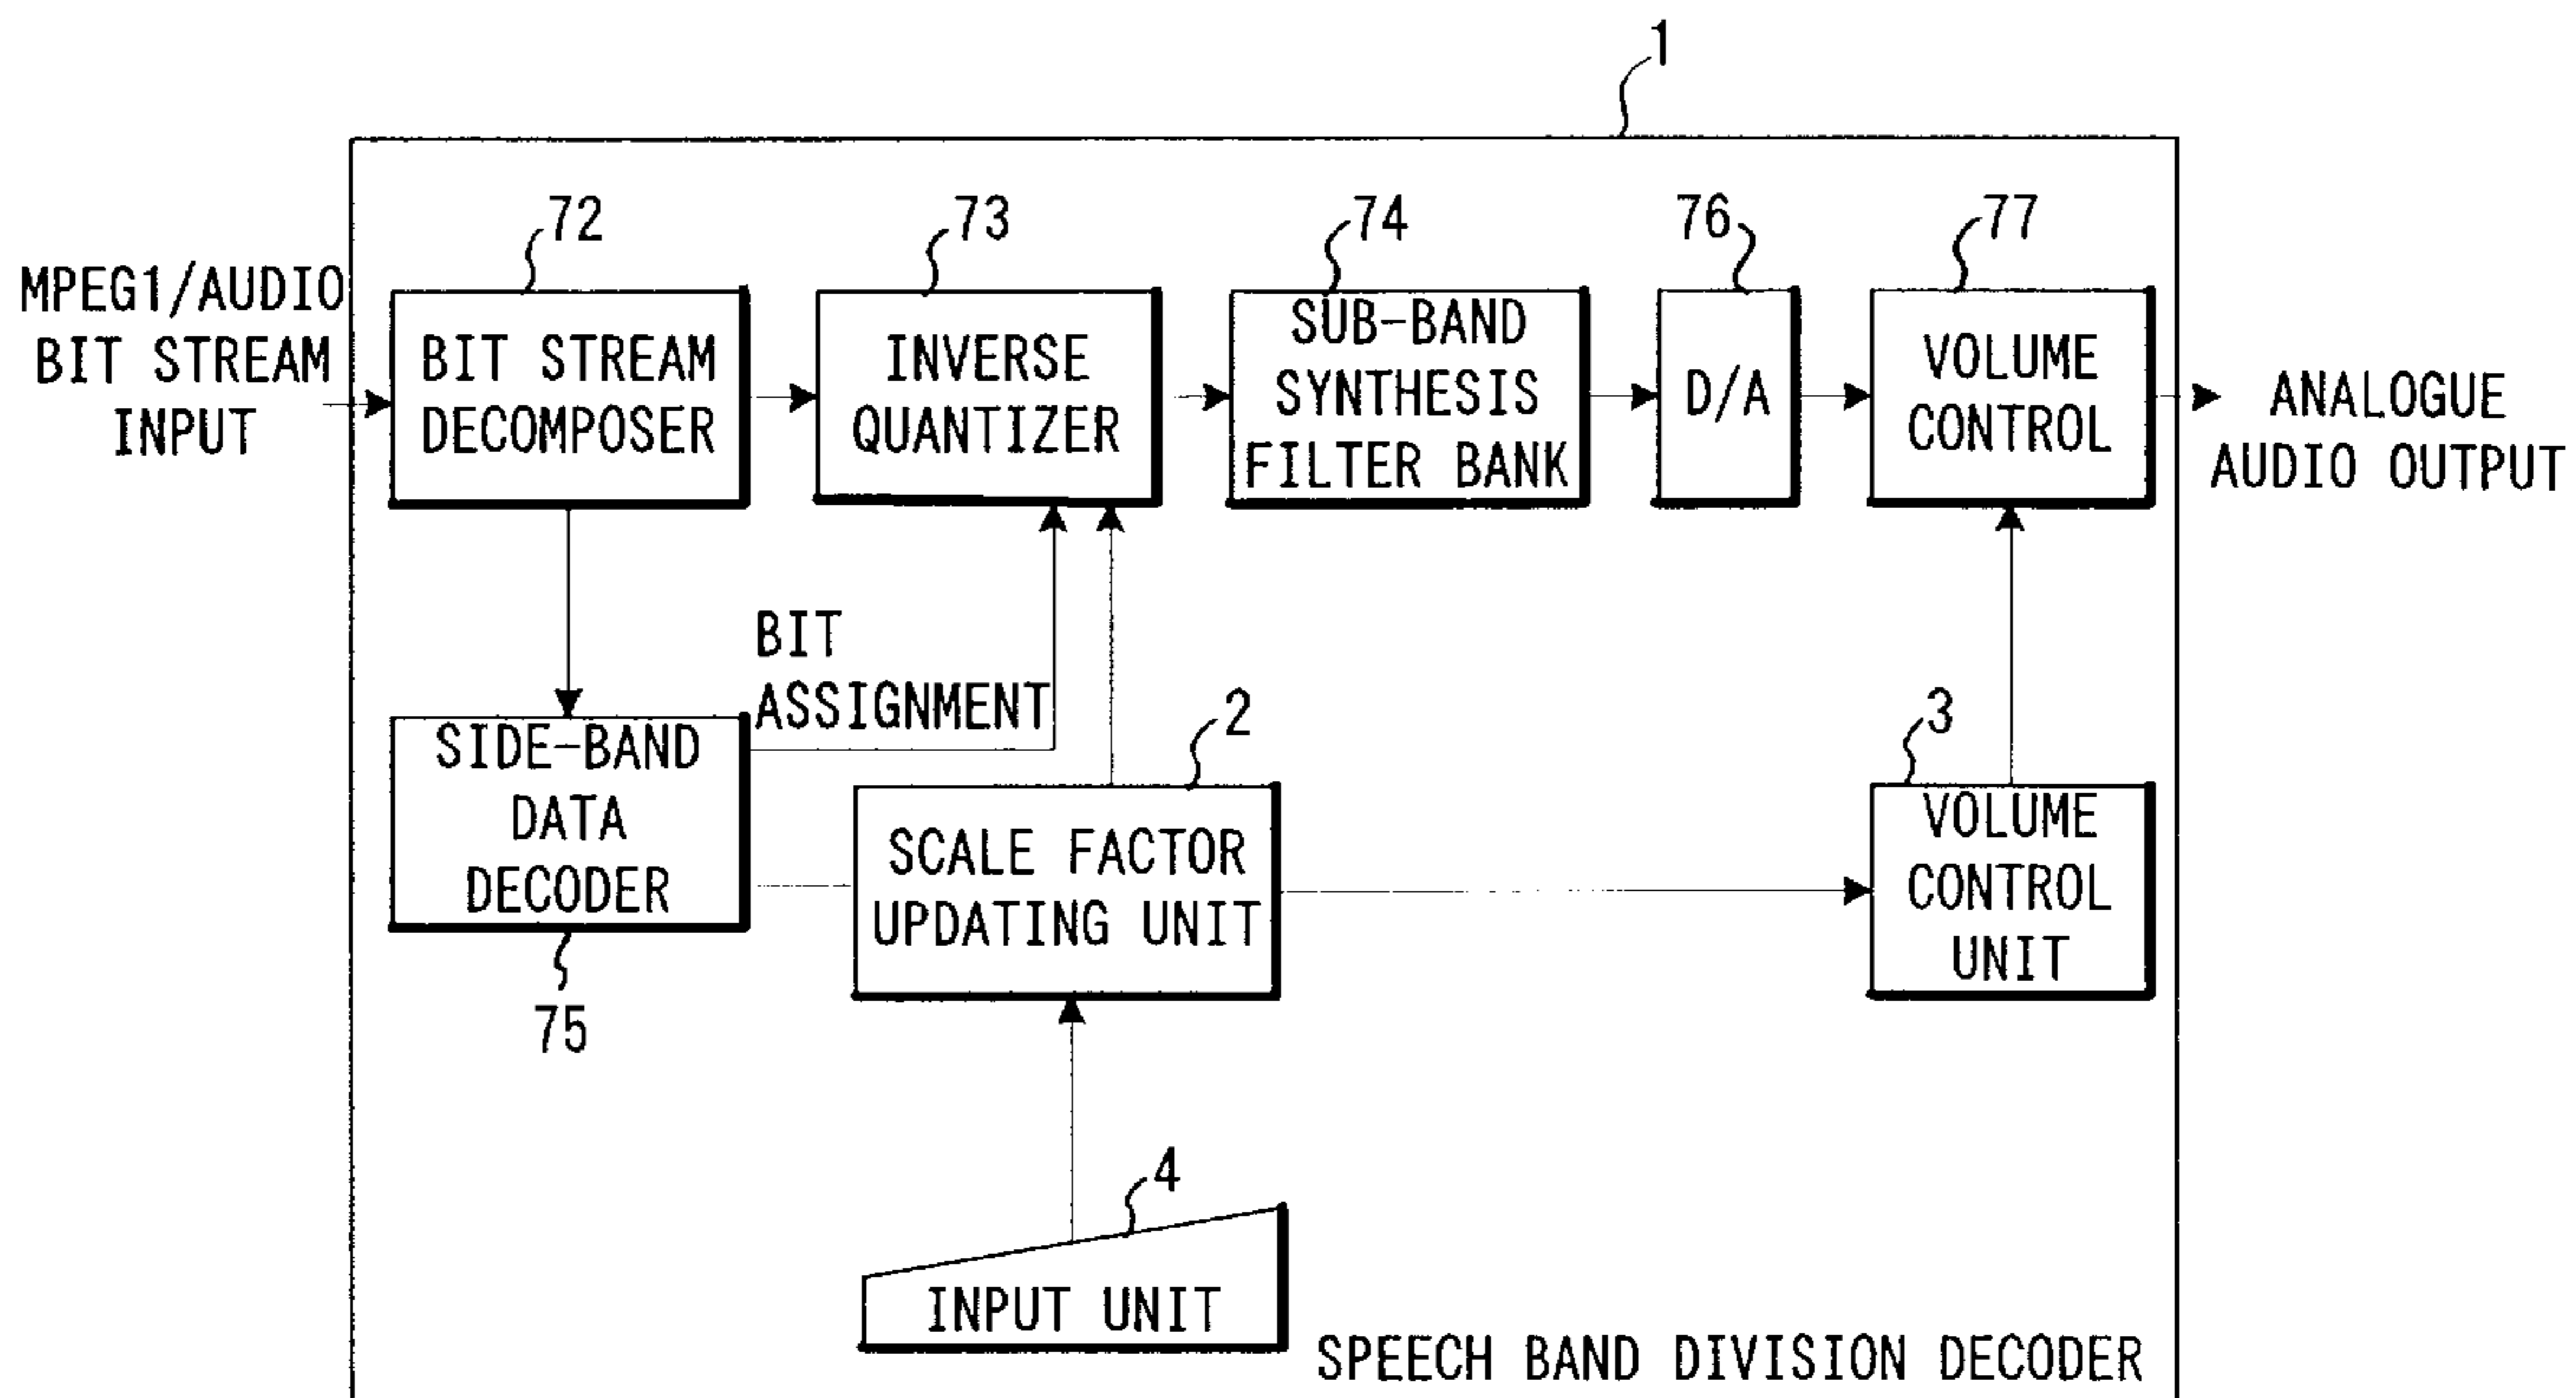 1
72
73
74
76
77
MPEG1/AUDIO
BIT STREAM
INPUT
BIT STREAM
DECOMPOSER
INVERSE
QUANTIZER
SUB-BAND
SYNTHESIS
FILTER BANK
D/A
VOLUME
CONTROL
ANALOGUE
AUDIO OUTPUT
BIT
ASSIGNMENT
SIDE-BAND
DATA
DECODER
75
2
SCALE FACTOR
UPDATING UNIT
3
VOLUME
CONTROL
UNIT
4
INPUT UNIT
SPEECH BAND DIVISION DECODER